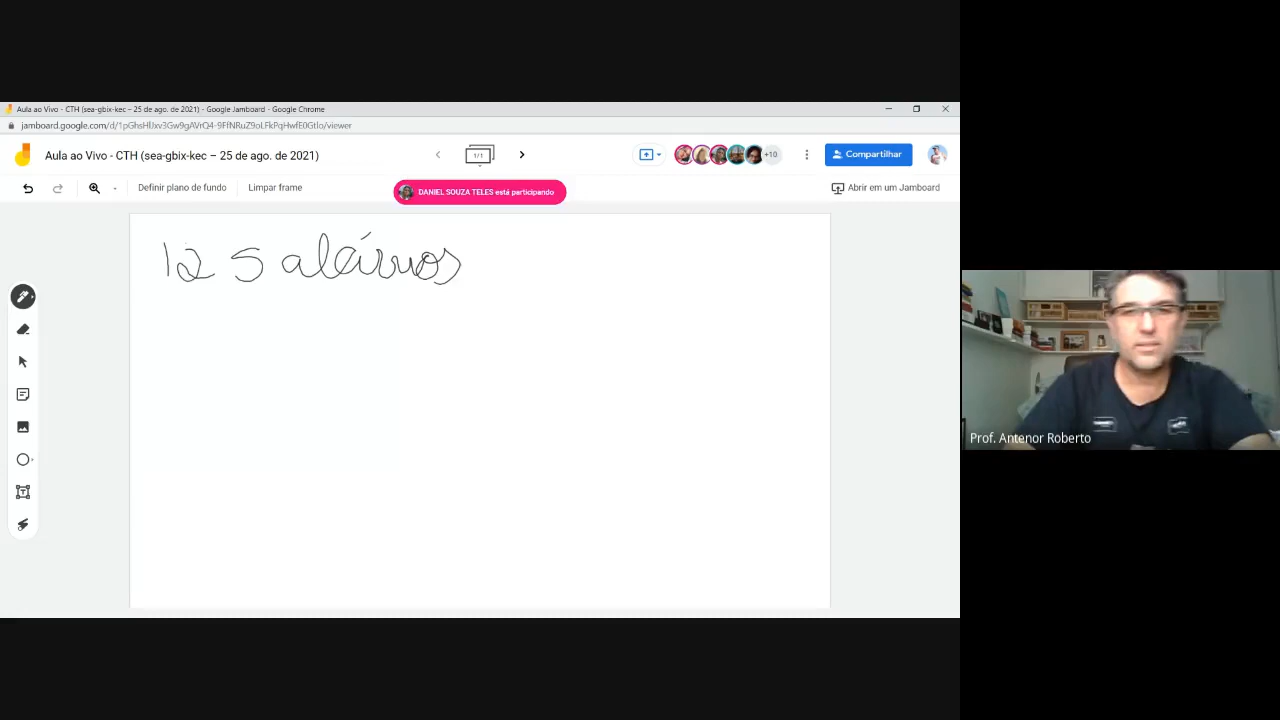 Aula ao Vivo - CTH (sea-gbix-kec – 25 de ago. de 2021) - Google Jamboard - Google Chrome
jamboard.google.com/d/1pGhsHlJxv3Gw9gAVrQ4-9FfNRuZ9oLFkPqHwfE0Gtlo/viewer
Aula ao Vivo - CTH (sea-gbix-kec – 25 de ago. de 2021)
1/1
+10
Compartilhar
Definir plano de fundo
Limpar frame
DANIEL SOUZA TELES está participando
Abrir em um Jamboard
12 Salários
Prof. Antenor Roberto